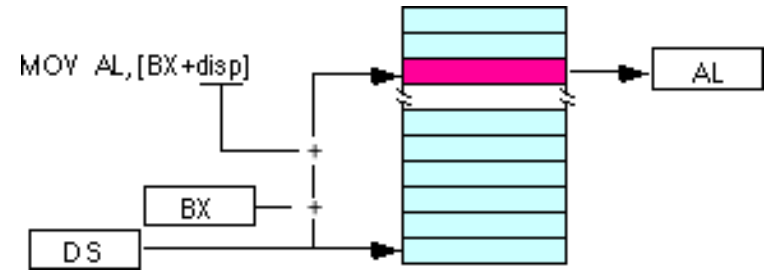 MOV AL,[BX+disp]
AL
+
BX
+
DS